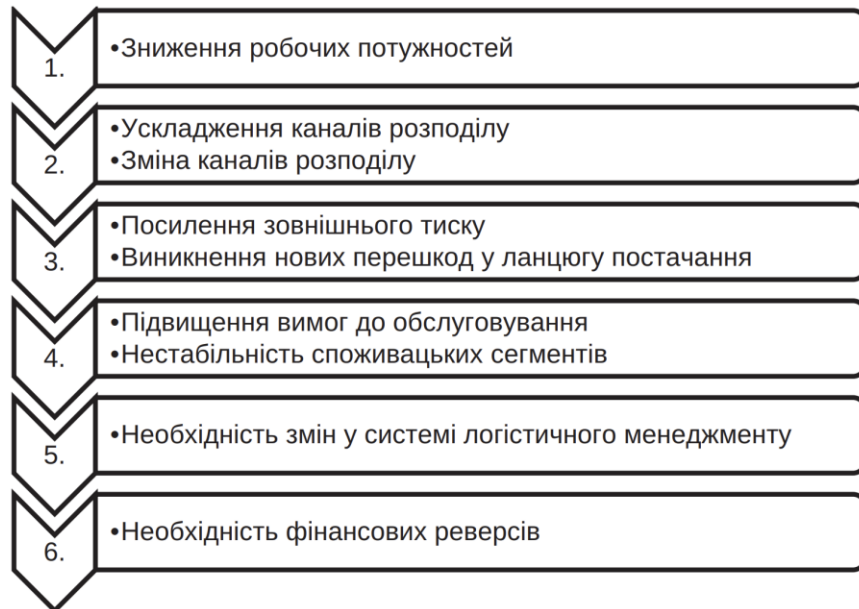 1.
•Зниження робочих потужностей
2.
•Ускладження каналів розподілу
•Зміна каналів розподілу
3.
•Посилення зовнішнього тиску
•Виникнення нових перешкод у ланцюгу постачання
4.
•Підвищення вимог до обслуговування
•Нестабільність споживацьких сегментів
5.
•Необхідність змін у системі логістичного менеджменту
6.
•Необхідність фінансових реверсів